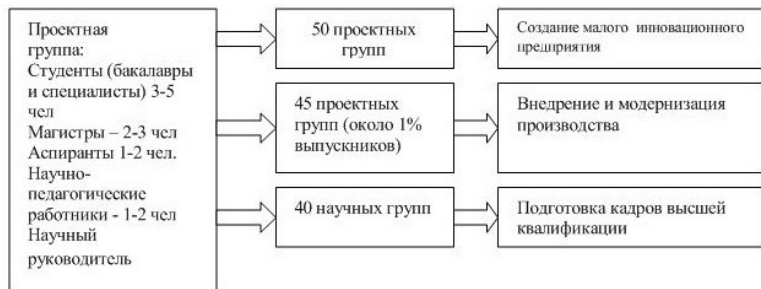 Проектная
группа:
Студенты (бакалавры
и специалисты) 3-5
чел
Магистры – 2-3 чел
Аспиранты 1-2 чел.
Научно-
педагогические
работники - 1-2 чел
Научный
руководитель
50 проектных
групп
Создание малого инновационного
предприятия
45 проектных
групп (около 1%
выпускников)
Внедрение и модернизация
производства
40 научных групп
Подготовка кадров высшей
квалификации